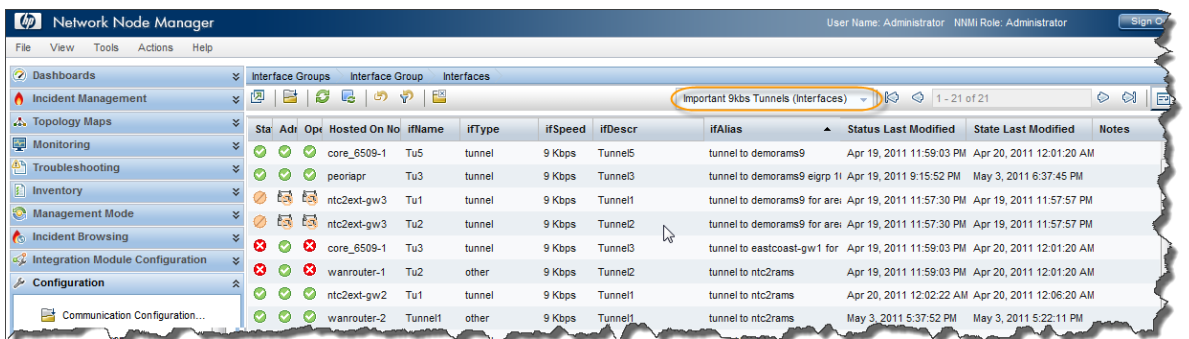 hp Network Node Manager
User Name: Administrator NNMi Role: Administrator
Sign O
File View Tools Actions Help
Dashboards
Incident Management
Topology Maps
Monitoring
Troubleshooting
Inventory
Management Mode
Incident Browsing
Integration Module Configuration
Configuration
Communication Configuration...
Interface Groups Interface Group Interfaces
Important 9kbs Tunnels (Interfaces) 1 - 21 of 21
Sta Adr Ope Hosted On No ifName ifType ifSpeed ifDescr ifAlias Status Last Modified State Last Modified Notes
core_6509-1 Tu5 tunnel 9 Kbps Tunnel5 tunnel to demorams9 Apr 19, 2011 11:59:03 PM Apr 20, 2011 12:01:20 AM
peoriapr Tu3 tunnel 9 Kbps Tunnel3 tunnel to demorams9 eigrp 1( Apr 19, 2011 9:15:52 PM May 3, 2011 6:37:45 PM
ntc2ext-gw3 Tu1 tunnel 9 Kbps Tunnel1 tunnel to demorams9 for area Apr 19, 2011 11:57:30 PM Apr 19, 2011 11:57:57 PM
ntc2ext-gw3 Tu2 tunnel 9 Kbps Tunnel2 tunnel to demorams9 for area Apr 19, 2011 11:57:30 PM Apr 19, 2011 11:57:57 PM
core_6509-1 Tu3 tunnel 9 Kbps Tunnel3 tunnel to eastcoast-gw1 for Apr 19, 2011 11:59:03 PM Apr 20, 2011 12:01:20 AM
wanrouter-1 Tu2 other 9 Kbps Tunnel2 tunnel to ntc2rams Apr 19, 2011 11:59:03 PM Apr 20, 2011 12:01:20 AM
ntc2ext-gw2 Tu1 tunnel 9 Kbps Tunnel1 tunnel to ntc2rams Apr 20, 2011 12:02:22 AM Apr 20, 2011 12:06:20 AM
wanrouter-2 Tunnel1 other 9 Kbps Tunnel1 tunnel to ntc2rams May 3, 2011 5:37:52 PM May 3, 2011 5:22:11 PM